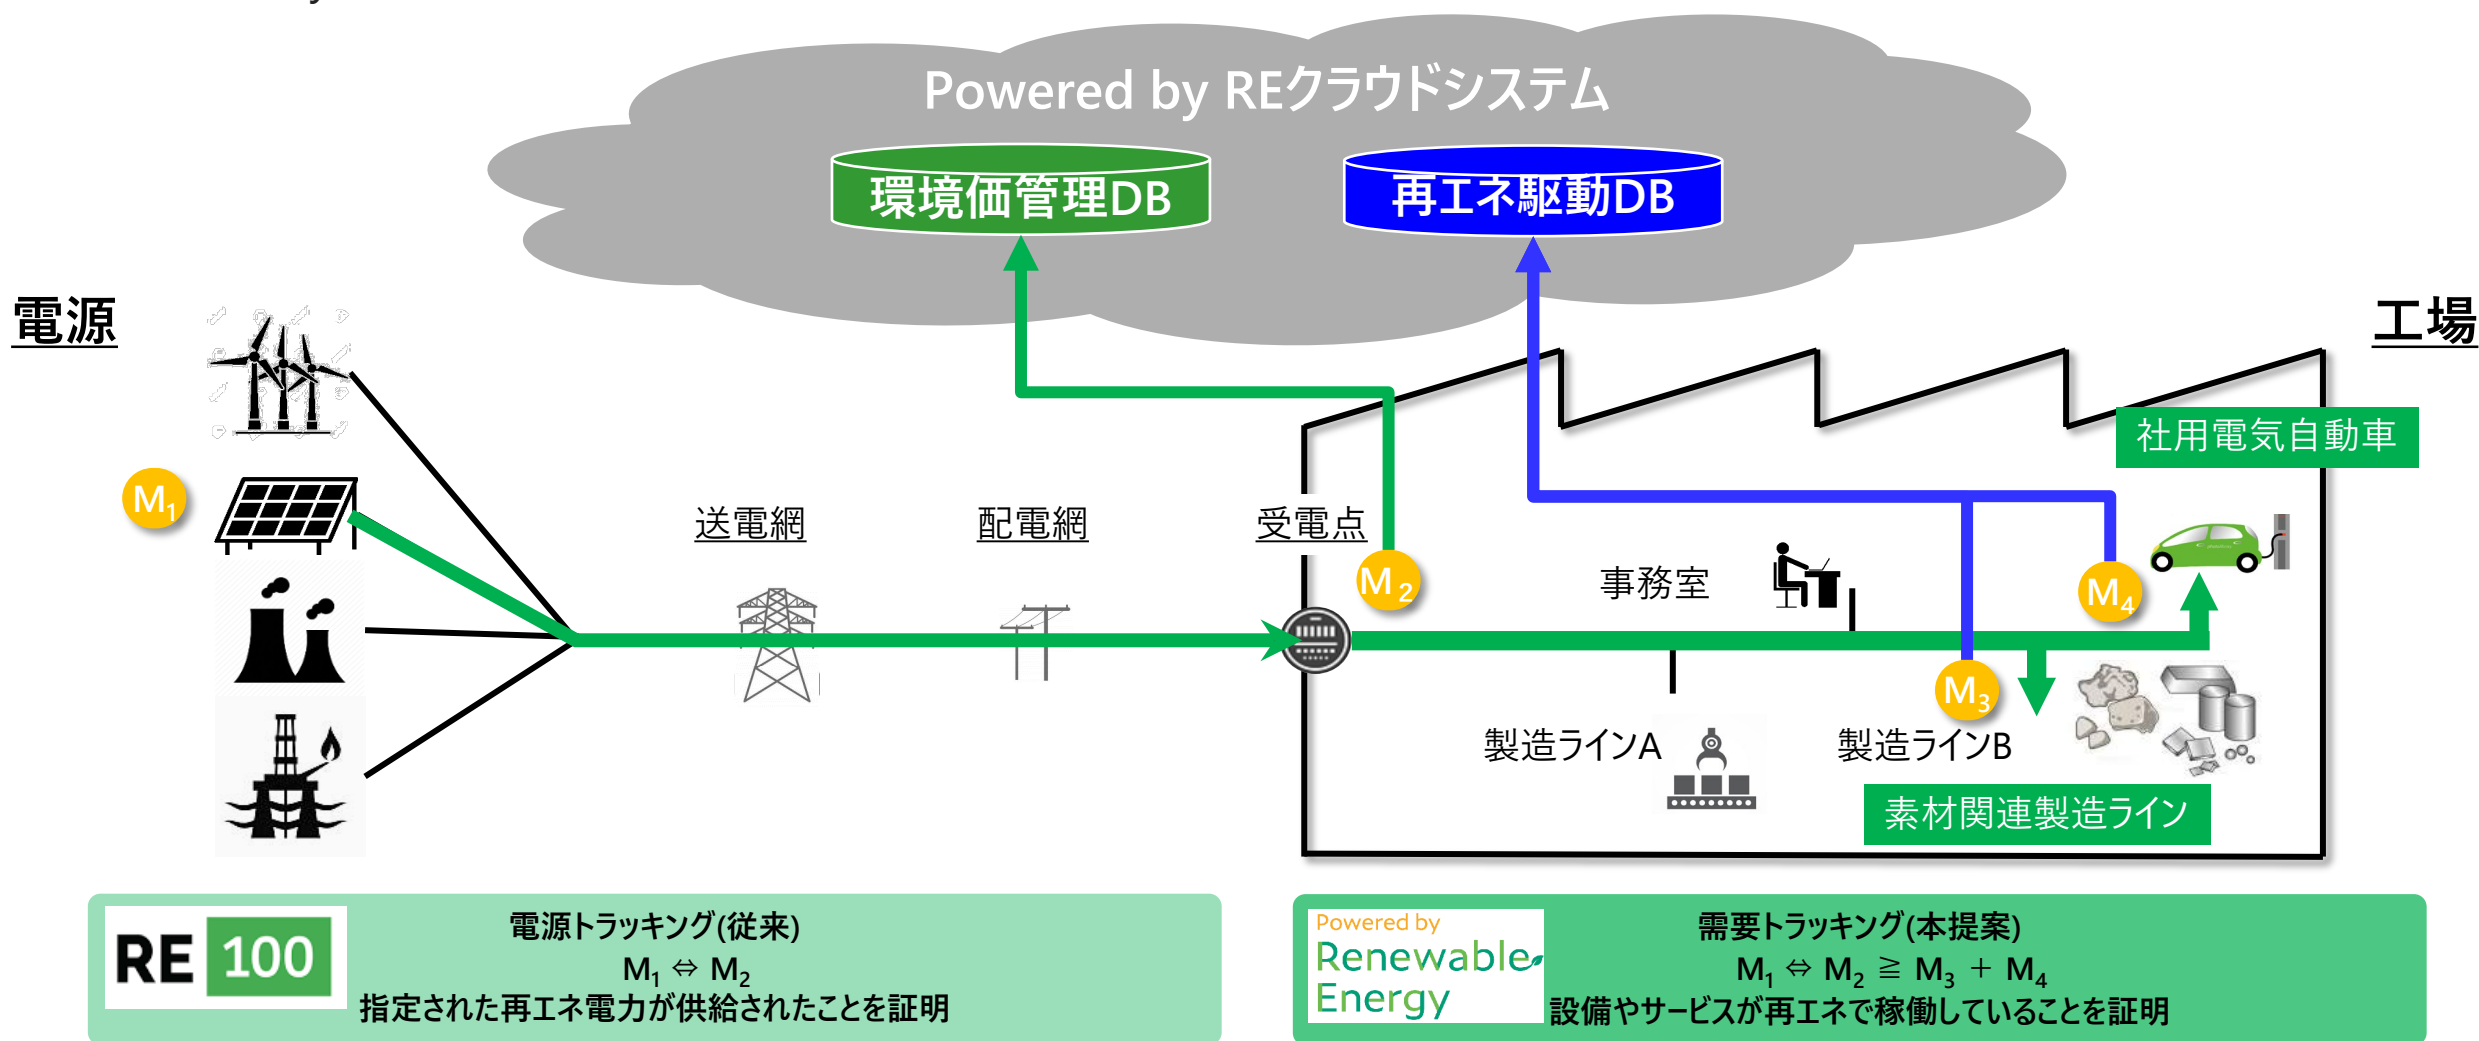 Powered by REクラウドシステム
環境価管理DB
再エネ駆動DB
電源
工場
社用電気自動車
M1
送電網
配電網
受電点
M2
事務室
M4
M3
製造ラインA
製造ラインB
素材関連製造ライン
RE 100
電源トラッキング(従来)
M1 ⇔ M2
指定された再エネ電力が供給されたことを証明
Powered by
Renewable
Energy
需要トラッキング(本提案)
M1 ⇔ M2 ≧ M3 + M4
設備やサービスが再エネで稼働していることを証明